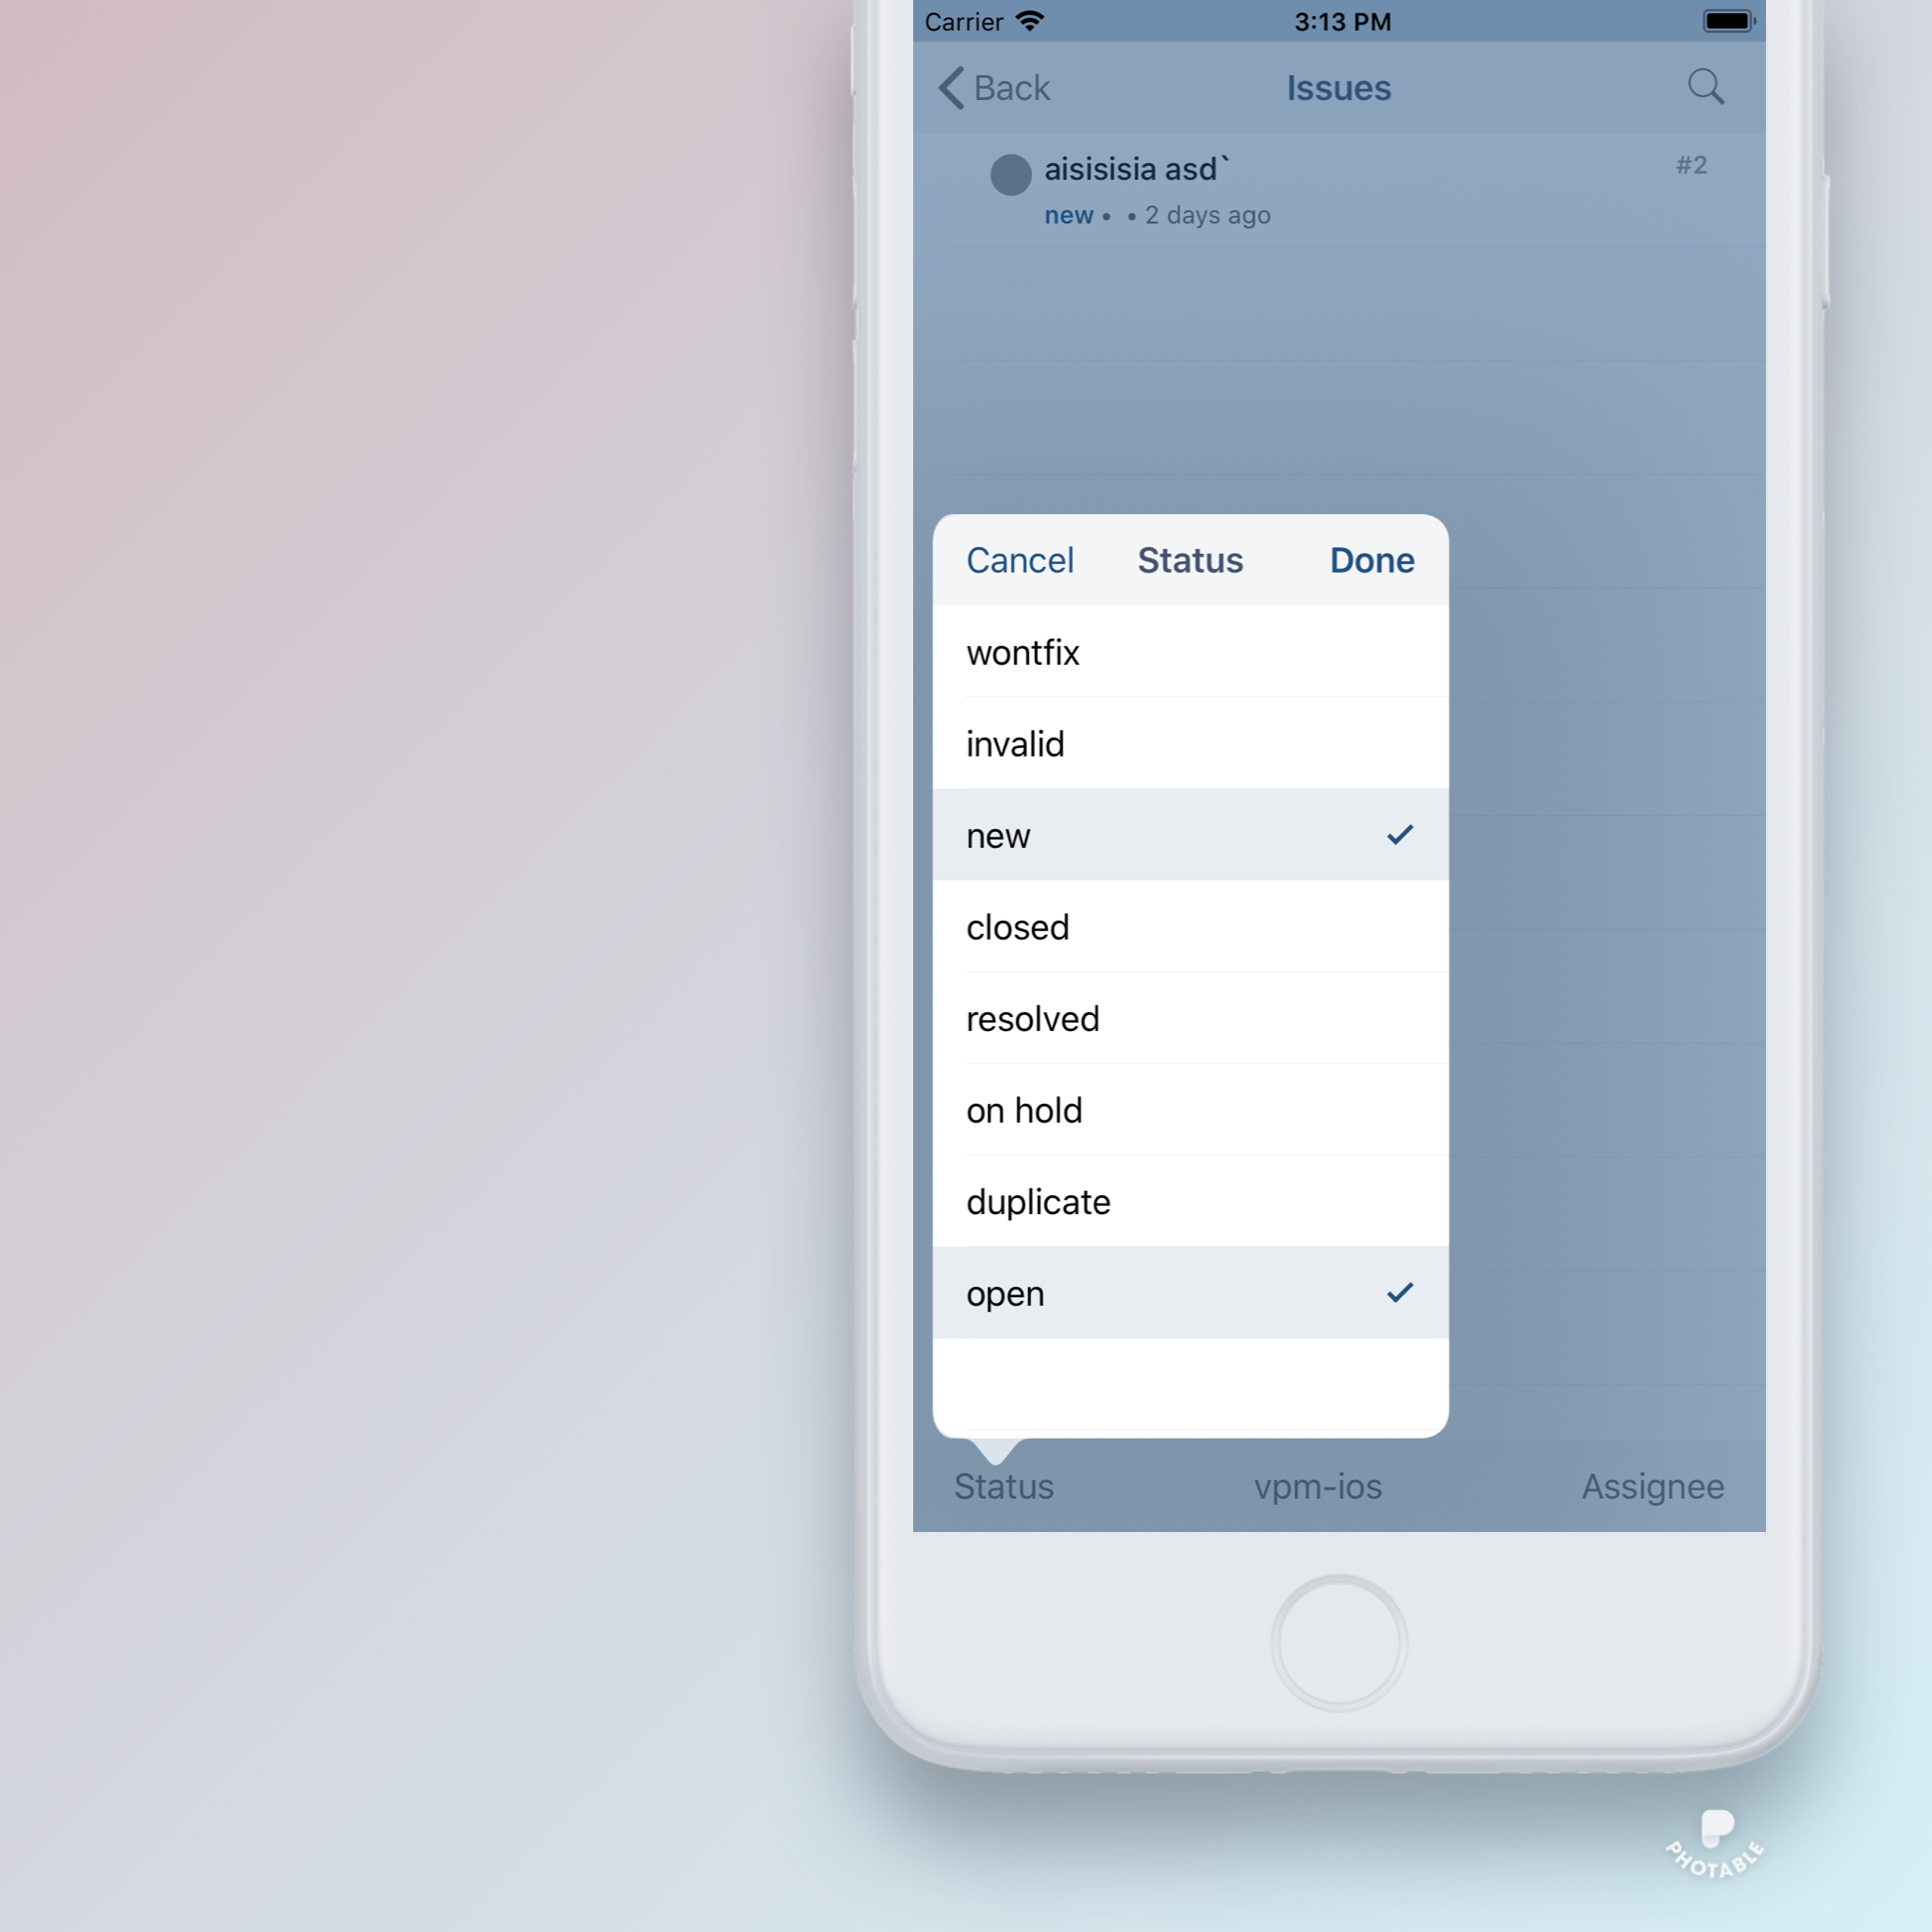 Carrier 3:13 PM
Back Issues
aisisisia asd` #2
new • • 2 days ago
Cancel Status Done
wontfix
invalid
new
closed
resolved
on hold
duplicate
open
Status vpm-ios Assignee
PHOTABLE